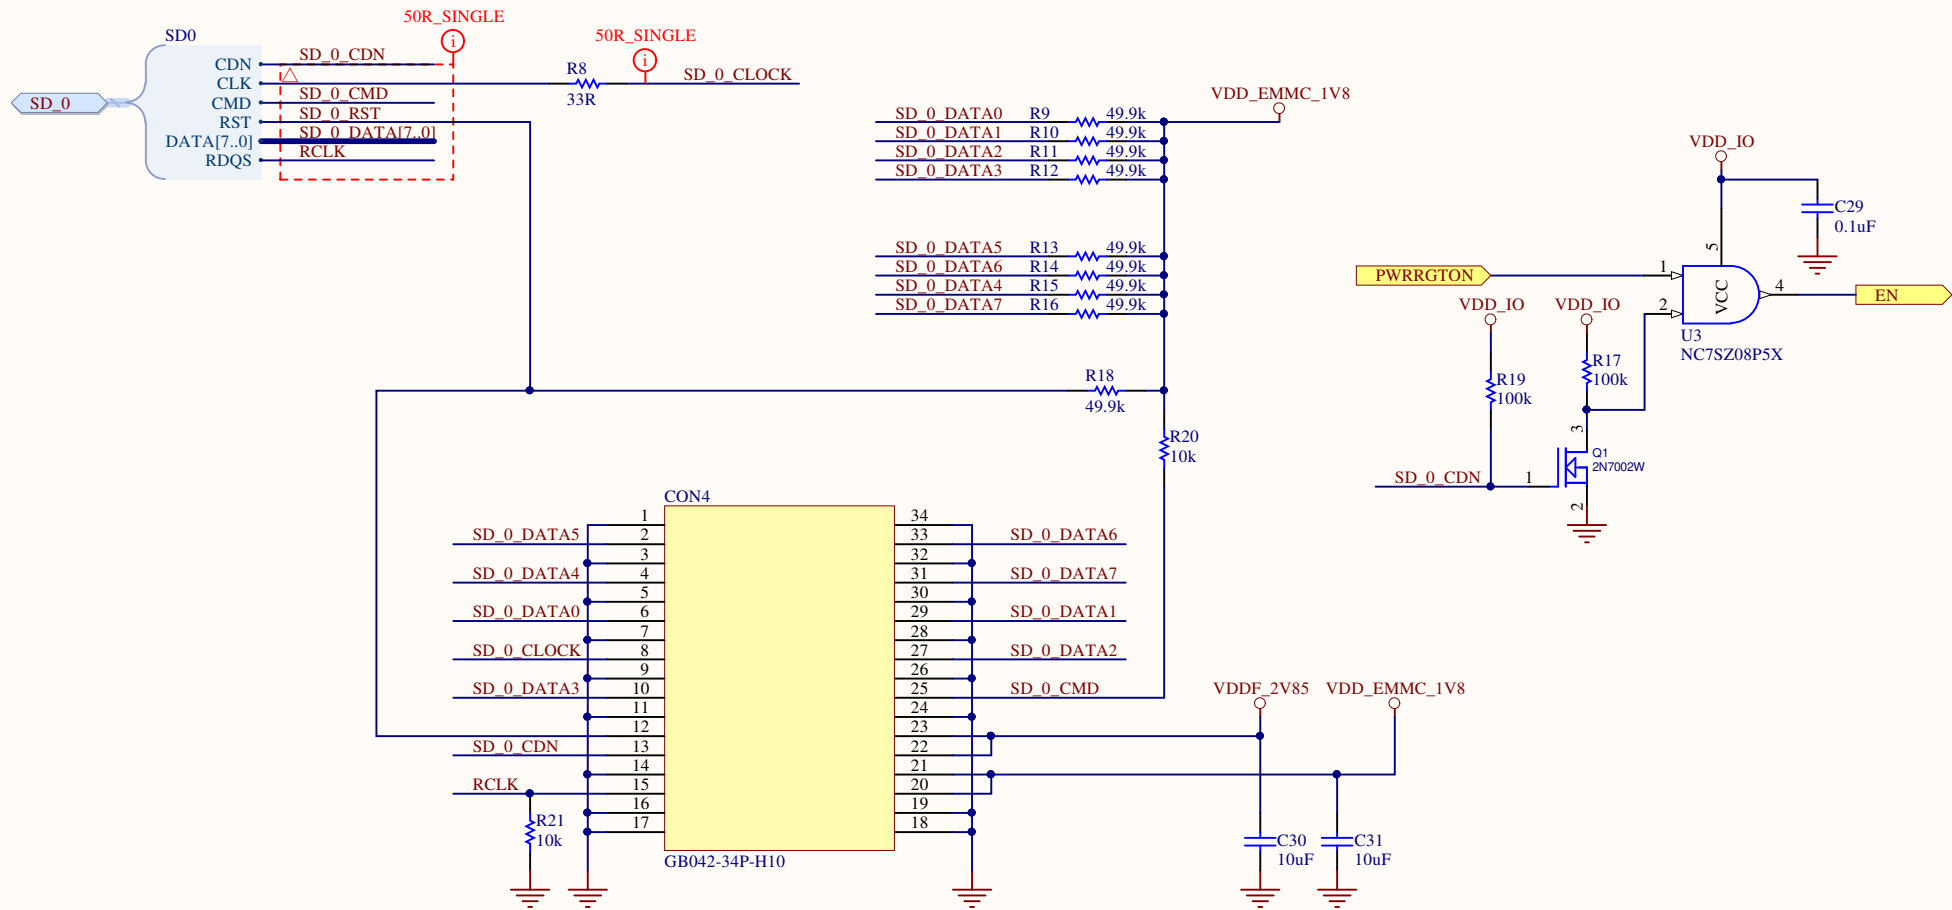 50R_SINGLE
50R_SINGLE
SD0
SD_0
CDN SD_0_CDN
CLK
R8
33R
SD_0_CLOCK
CMD SD_0_CMD
RST SD_0_RST
DATA[7..0] SD_0_DATA[7..0]
RDQS RCLK
i
i
VDD_EMMC_1V8
SD_0_DATA0 R9 49.9k
SD_0_DATA1 R10 49.9k
SD_0_DATA2 R11 49.9k
SD_0_DATA3 R12 49.9k
SD_0_DATA5 R13 49.9k
SD_0_DATA6 R14 49.9k
SD_0_DATA4 R15 49.9k
SD_0_DATA7 R16 49.9k
R18
49.9k
R20
10k
VDD_IO
C29
0.1uF
5
PWRRGTON
1
2
VCC
4
EN
U3
NC7SZ08P5X
VDD_IO
VDD_IO
R19
100k
R17
100k
3
Q1
2N7002W
SD_0_CDN
1
2
CON4
1 34
SD_0_DATA5 2 33 SD_0_DATA6
3 32
SD_0_DATA4 4 31 SD_0_DATA7
5 30
SD_0_DATA0 6 29 SD_0_DATA1
7 28
SD_0_CLOCK 8 27 SD_0_DATA2
9 26
SD_0_DATA3 10 25 SD_0_CMD
11 24
12 23
SD_0_CDN 13 22
14 21
RCLK 15 20
16 19
17 18
GB042-34P-H10
R21
10k
VDDF_2V85
VDD_EMMC_1V8
C30
10uF
C31
10uF